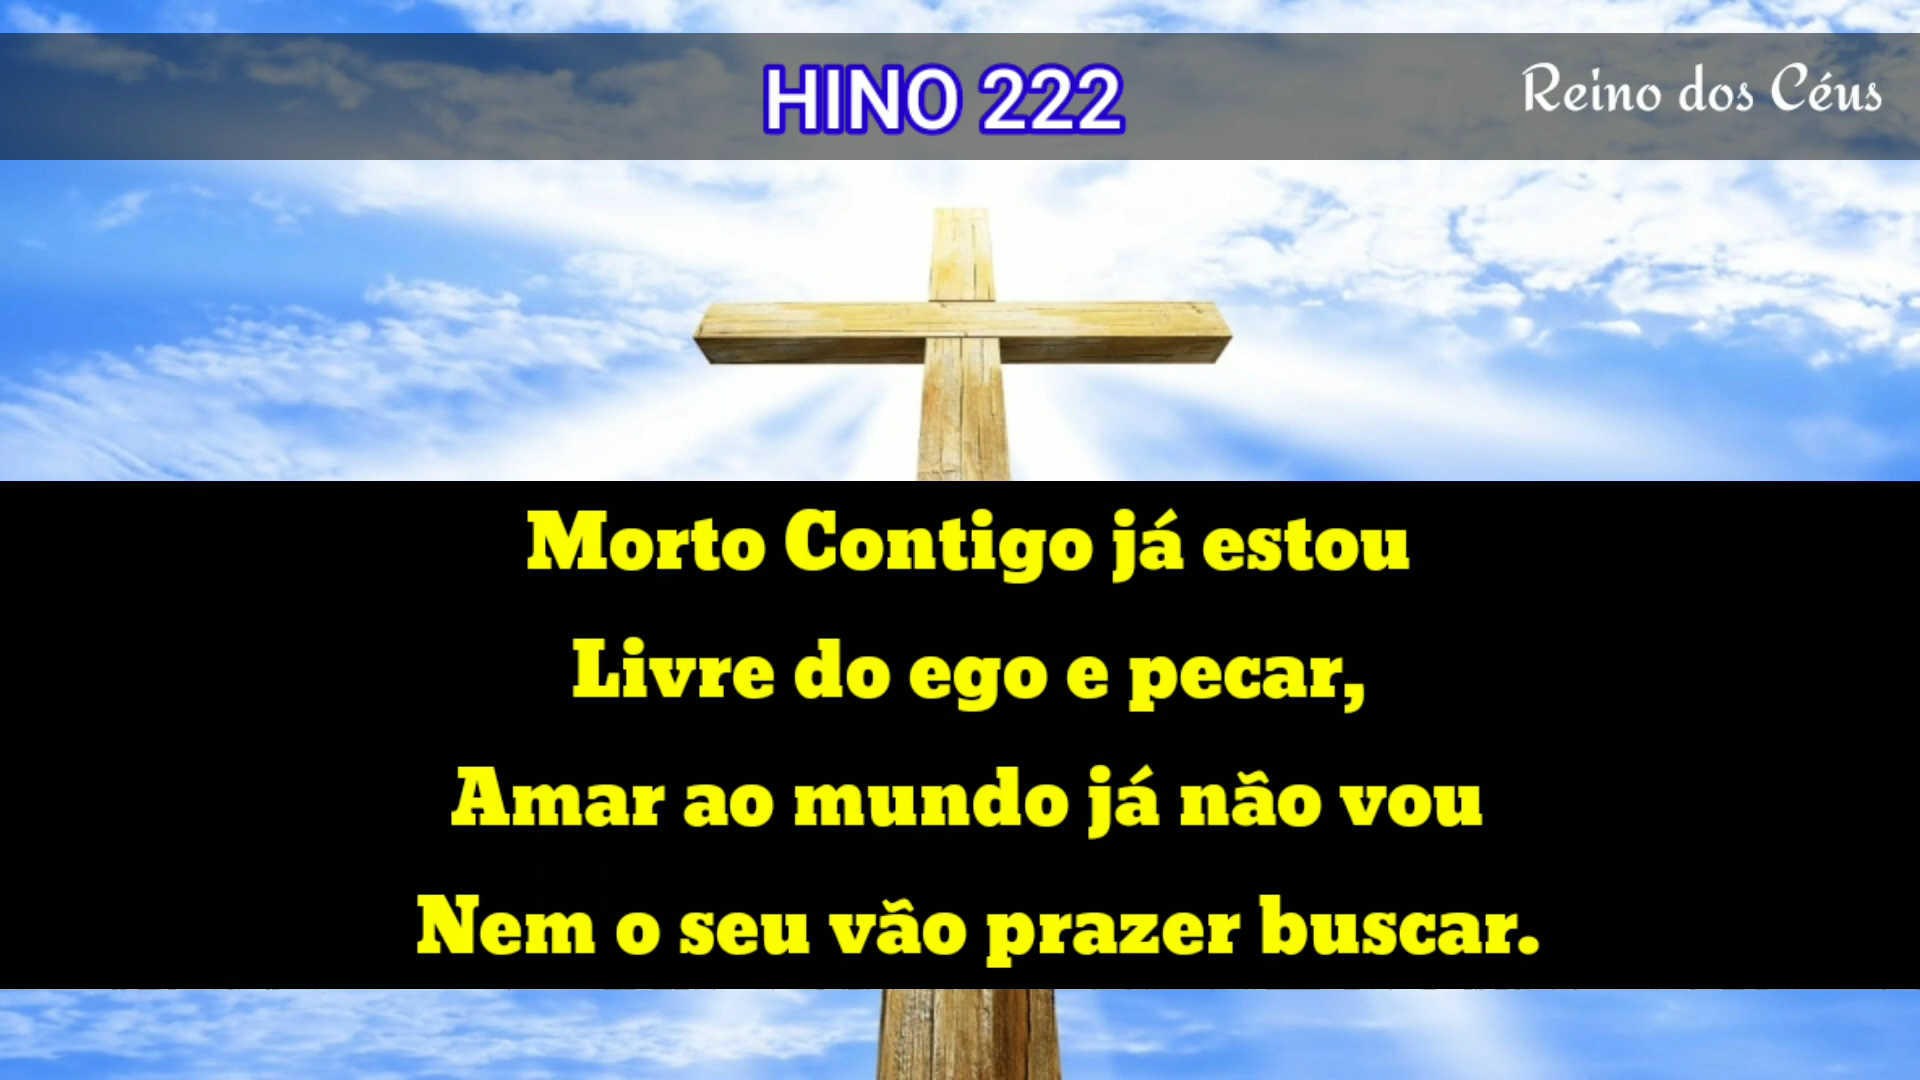 HINO 222
Reino dos Céus
Morto Contigo já estou
Livre do ego e pecar,
Amar ao mundo já não vou
Nem o seu vão prazer buscar.